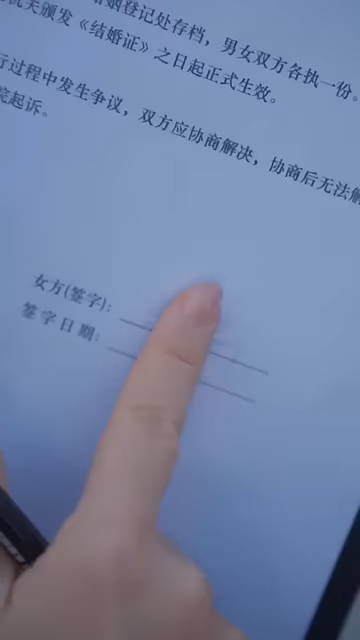 婚姻登记处存档，男女双方各执一份。
机关颁发《结婚证》之日起正式生效。
行过程中发生争议，双方应协商解决，协商后无法解
院起诉。
女方(签字)：
签字日期：